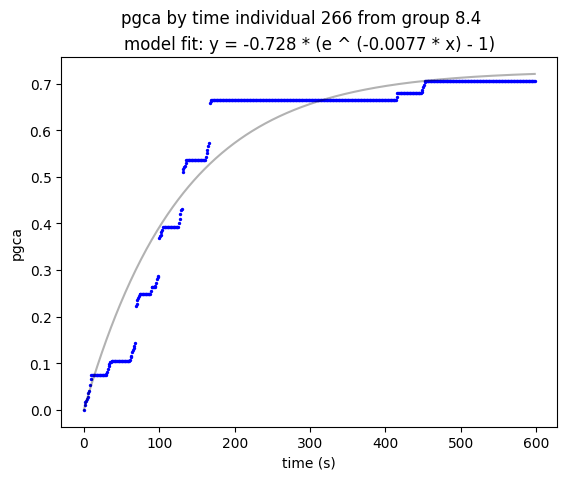 pgca by time individual 266 from group 8.4
model fit: y = -0.728 * (e ^ (-0.0077 * x) - 1)
0.7
0.6
0.5
0.4
0.3
0.2
0.1
0.0
pgca
0 100 200 300 400 500 600
time (s)